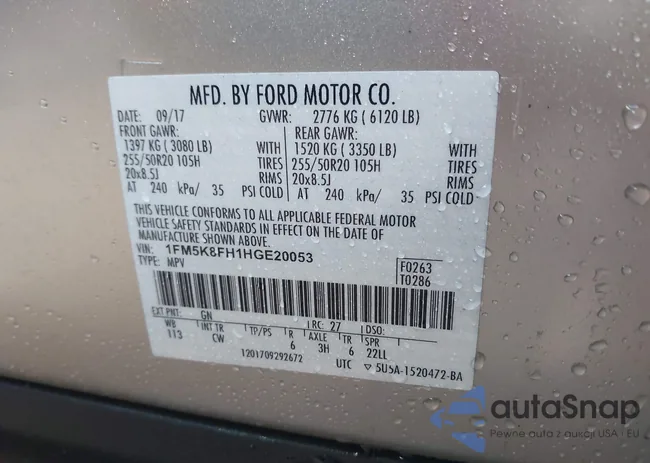 MFD. BY FORD MOTOR CO.
DATE: 09/17 GVWR: 2776 KG ( 6120 LB)
FRONT GAWR: REAR GAWR:
1397 KG ( 3080 LB) WITH 1520 KG ( 3350 LB) WITH
255/50R20 105H TIRES 255/50R20 105H TIRES
20x8.5J RIMS 20x8.5J RIMS
AT 240 kPa/ 35 PSI COLD AT 240 kPa/ 35 PSI COLD
THIS VEHICLE CONFORMS TO ALL APPLICABLE FEDERAL MOTOR
VEHICLE SAFETY STANDARDS IN EFFECT ON THE DATE OF
MANUFACTURE SHOWN ABOVE.
VIN: 1FM5K8FH1HGE20053
TYPE: MPV
F0263
T0286
EXT PNT: GN RC: 27 DSO:
WB INT TR TP/PS R AXLE TR SPR
113 CW 6 3H 6 22LL
1201709292672 UTC ▽ 5U5A-1520472-BA
autoSnap
Pewne auta z aukcji USA i EU